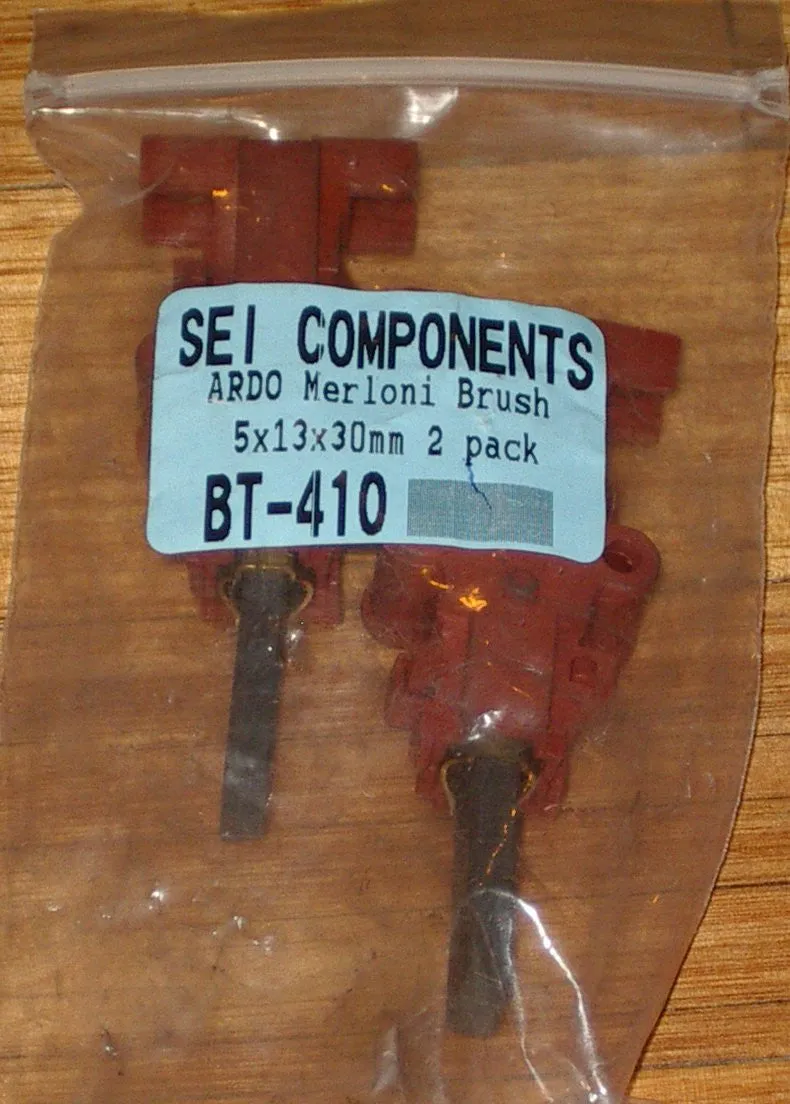 SEI COMPONENTS
ARDO Merloni Brush
5x13x30mm 2 pack
BT-410